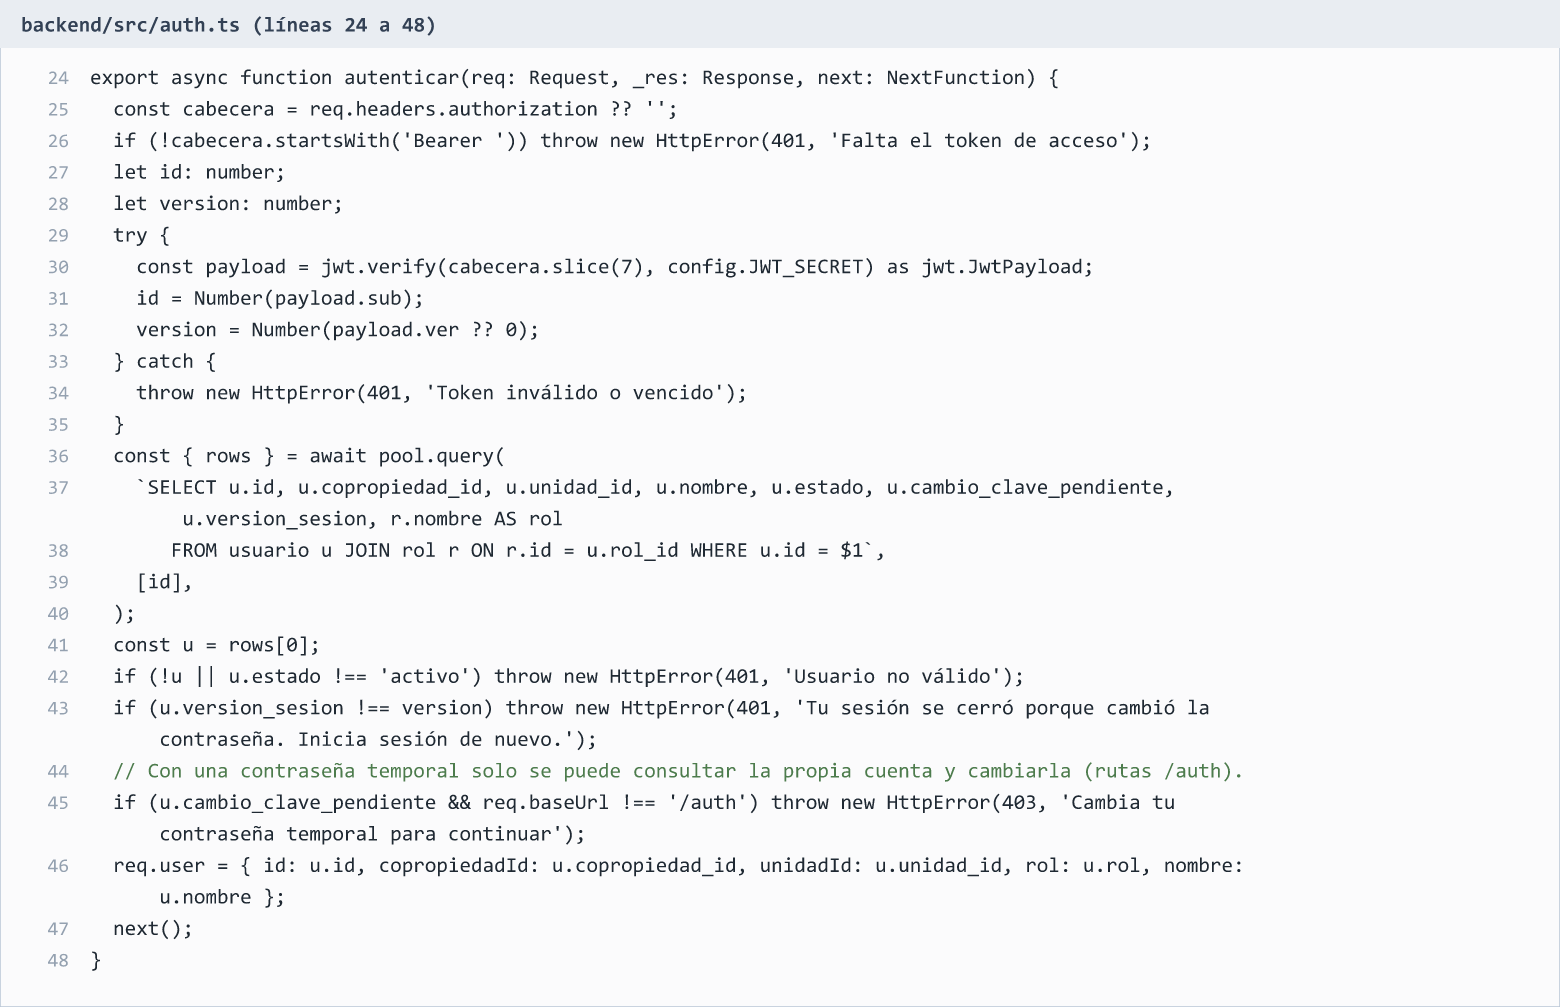 backend/src/auth.ts (líneas 24 a 48)
24 export async function autenticar(req: Request, _res: Response, next: NextFunction) {
25   const cabecera = req.headers.authorization ?? '';
26   if (!cabecera.startsWith('Bearer ')) throw new HttpError(401, 'Falta el token de acceso');
27   let id: number;
28   let version: number;
29   try {
30     const payload = jwt.verify(cabecera.slice(7), config.JWT_SECRET) as jwt.JwtPayload;
31     id = Number(payload.sub);
32     version = Number(payload.ver ?? 0);
33   } catch {
34     throw new HttpError(401, 'Token inválido o vencido');
35   }
36   const { rows } = await pool.query(
37     `SELECT u.id, u.copropiedad_id, u.unidad_id, u.nombre, u.estado, u.cambio_clave_pendiente,
u.version_sesion, r.nombre AS rol
38        FROM usuario u JOIN rol r ON r.id = u.rol_id WHERE u.id = $1`,
39     [id],
40   );
41   const u = rows[0];
42   if (!u || u.estado !== 'activo') throw new HttpError(401, 'Usuario no válido');
43   if (u.version_sesion !== version) throw new HttpError(401, 'Tu sesión se cerró porque cambió la
contraseña. Inicia sesión de nuevo.');
44   // Con una contraseña temporal solo se puede consultar la propia cuenta y cambiarla (rutas /auth).
45   if (u.cambio_clave_pendiente && req.baseUrl !== '/auth') throw new HttpError(403, 'Cambia tu
contraseña temporal para continuar');
46   req.user = { id: u.id, copropiedadId: u.copropiedad_id, unidadId: u.unidad_id, rol: u.rol, nombre:
u.nombre };
47   next();
48 }